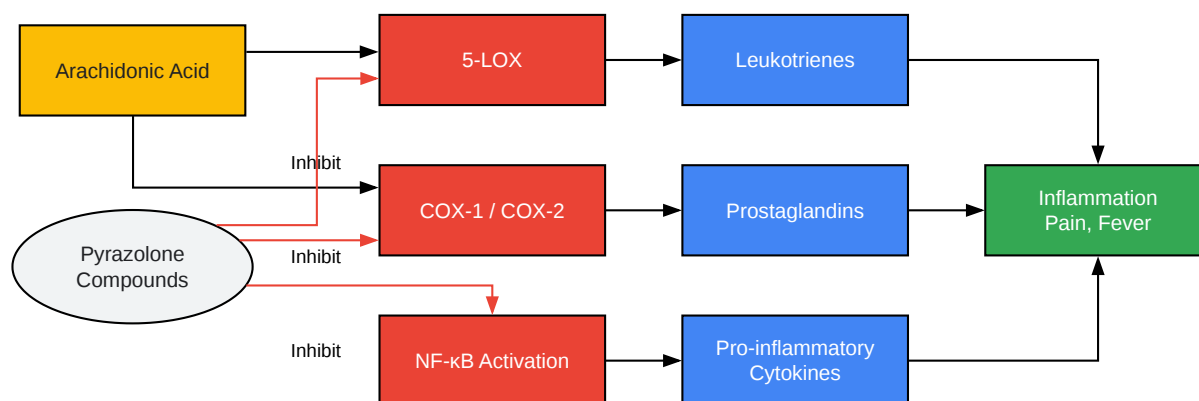 Arachidonic Acid
5-LOX
Leukotrienes
Inhibit
COX-1 / COX-2
Prostaglandins
Inflammation
Pain, Fever
Pyrazolone
Compounds
Inhibit
Inhibit
NF-κB Activation
Pro-inflammatory
Cytokines